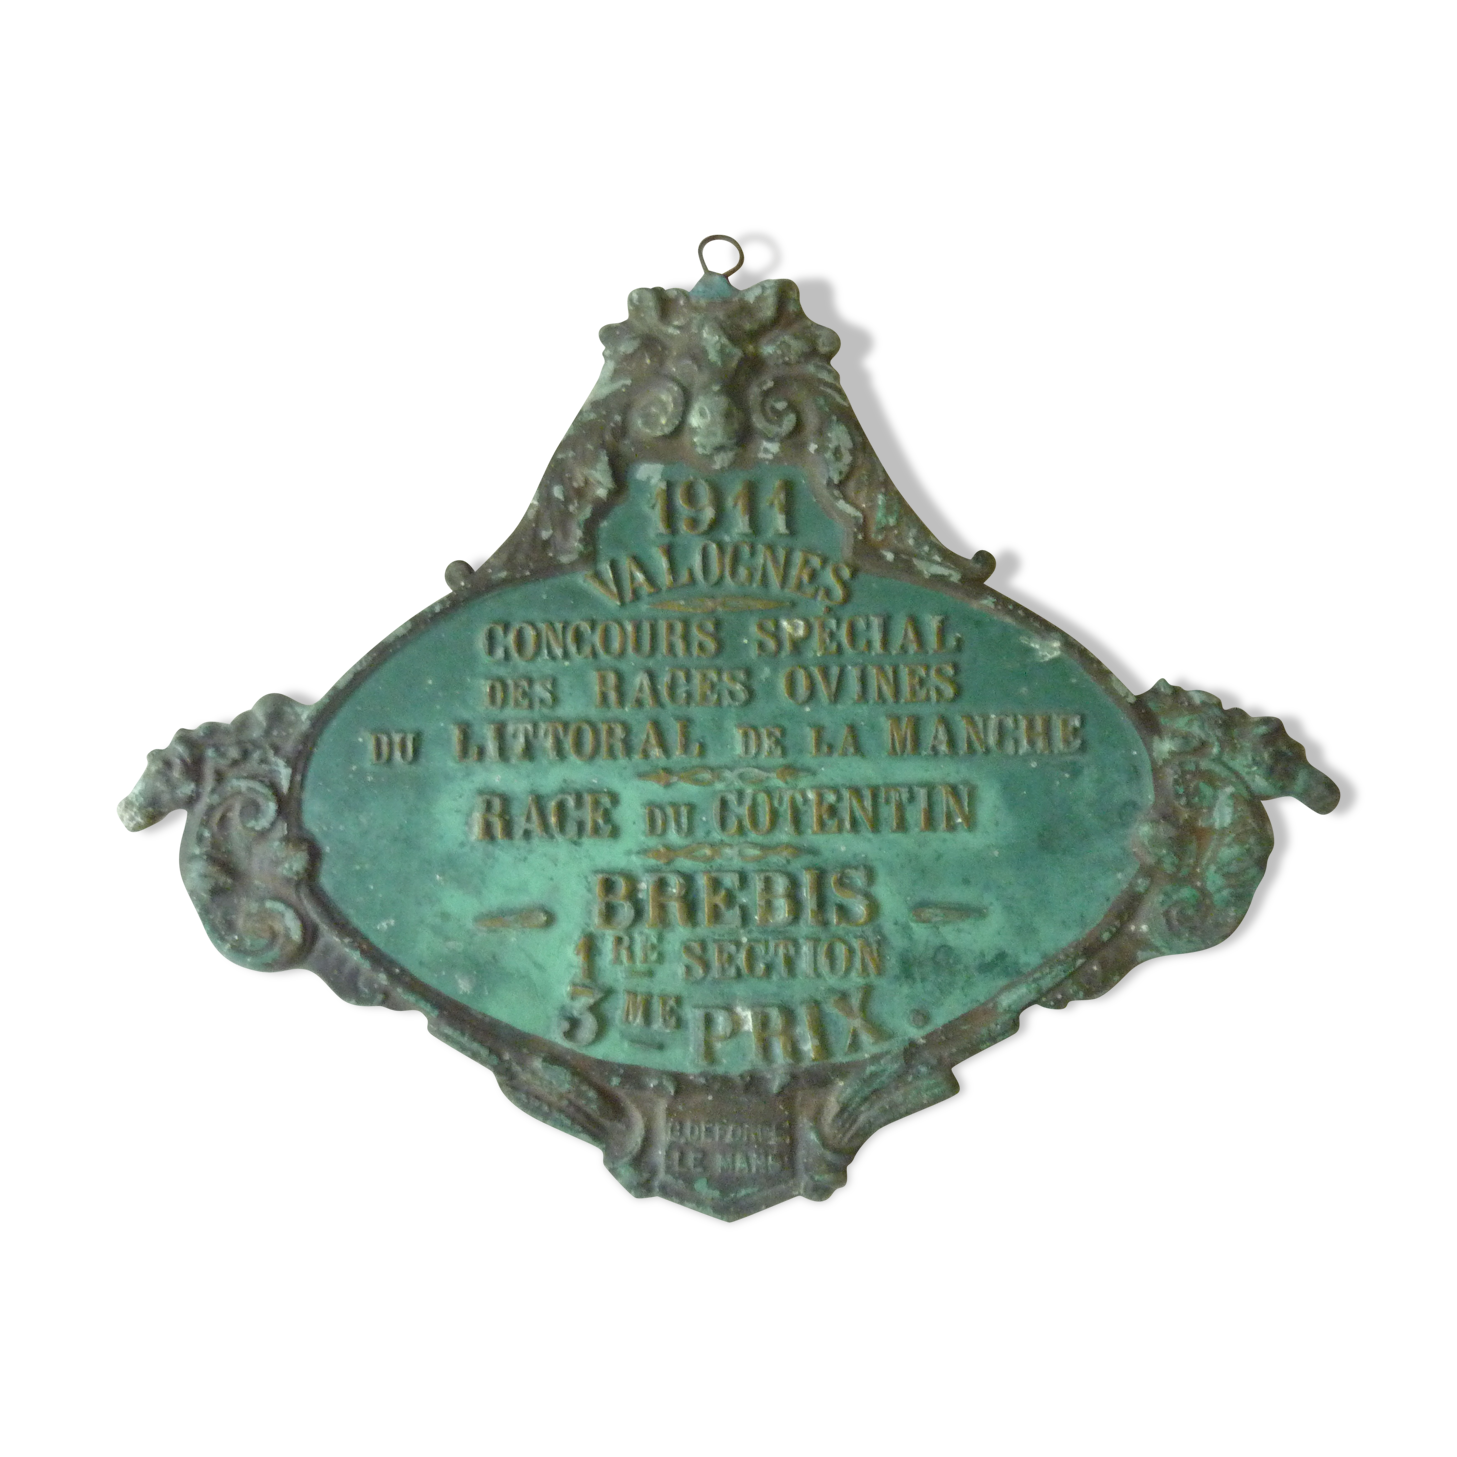 1911
VALOGNES
CONCOURS SPÉCIAL
DES RACES OVINES
DU LITTORAL DE LA MANCHE
RACE DU COTENTIN
BREBIS
1RE SECTION
3ME PRIX
LE MANS